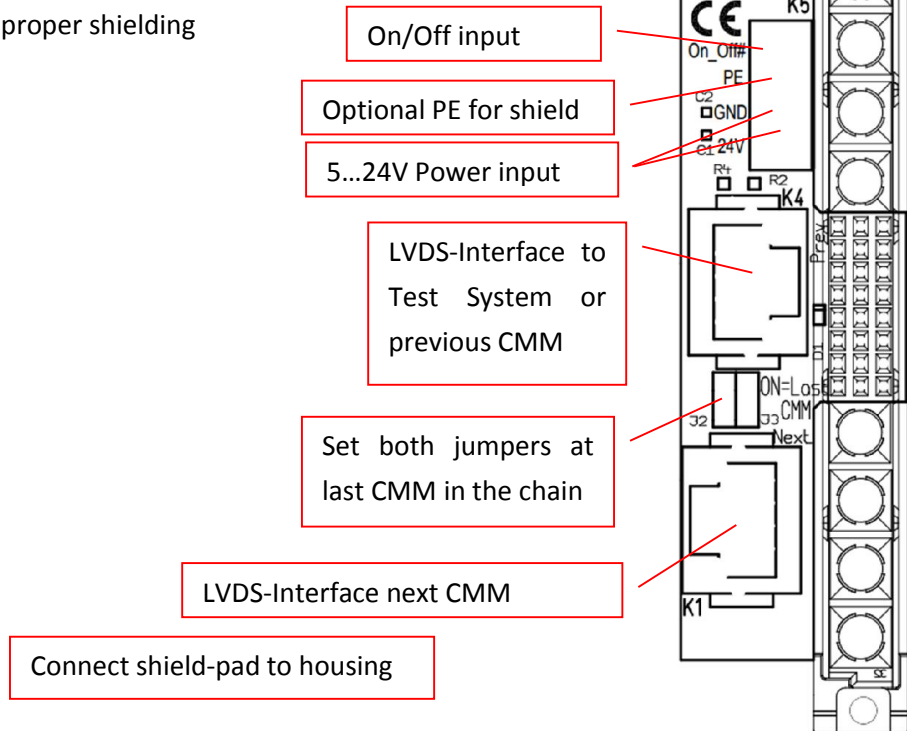 proper shielding
On/Off input
Optional PE for shield
5...24V Power input
LVDS-Interface to
Test System or
previous CMM
Set both jumpers at
last CMM in the chain
LVDS-Interface next CMM
Connect shield-pad to housing
K5
CE
On_Off#
PE
C2
GND
C1 24V
R4 R2
K4
Prev
D1
ON=Last
J2 J3 CMM
Next
K1